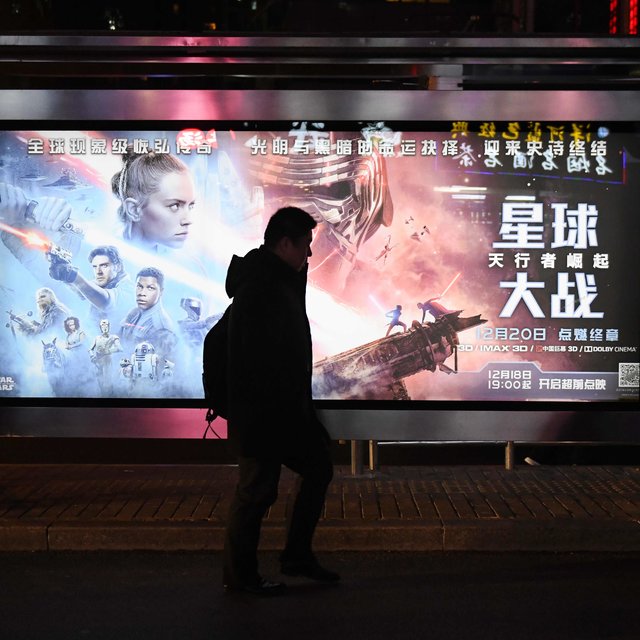 全球现象级恢弘传奇 光明与黑暗的命运抉择 迎来史诗终结
星球
天行者崛起
大战
12月20日 点燃终章
3D / IMAX 3D / 中国巨幕 3D / DOLBY CINEMA
12月18日
19:00起 开启超前点映
STAR
WARS